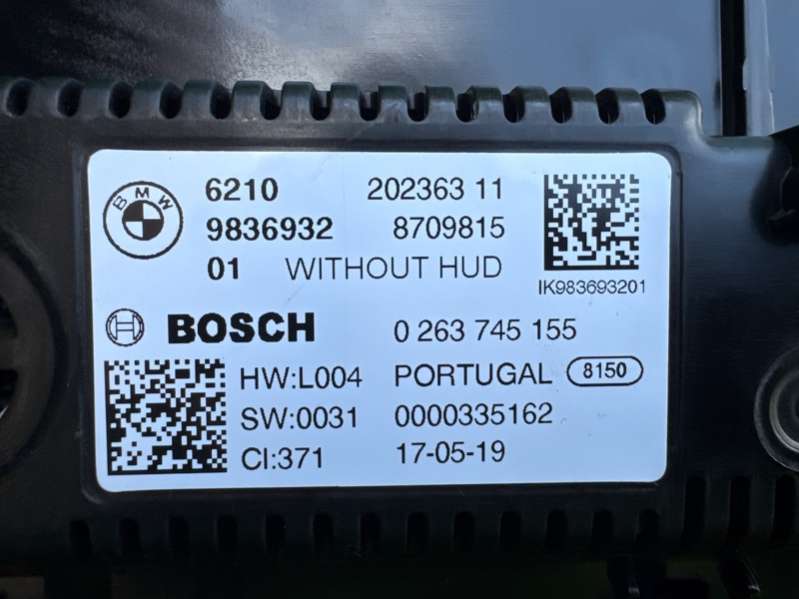 BMW
6210 202363 11
9836932 8709815
01 WITHOUT HUD
IK983693201
H BOSCH 0 263 745 155
HW:L004 PORTUGAL 8150
SW:0031 0000335162
CI:371 17-05-19